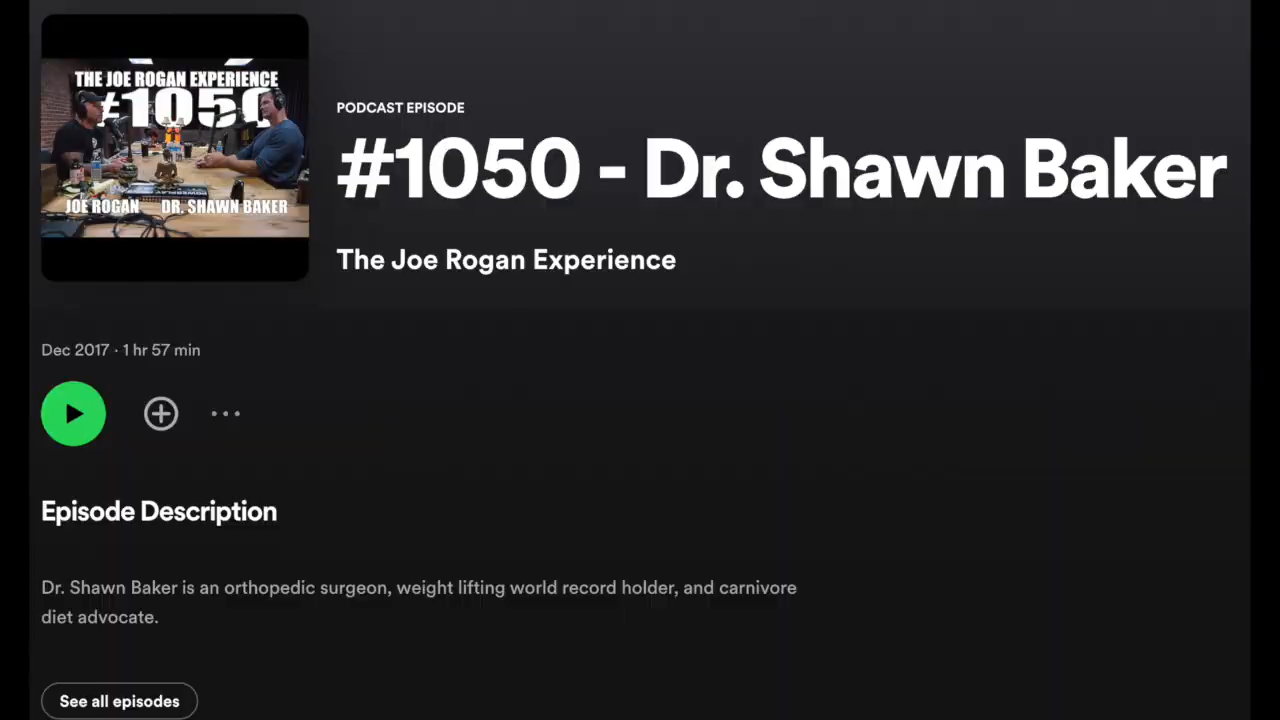 THE JOE ROGAN EXPERIENCE
#1050
JOE ROGAN DR. SHAWN BAKER
PODCAST EPISODE
#1050 - Dr. Shawn Baker
The Joe Rogan Experience
Dec 2017 · 1 hr 57 min
Episode Description
Dr. Shawn Baker is an orthopedic surgeon, weight lifting world record holder, and carnivore
diet advocate.
See all episodes